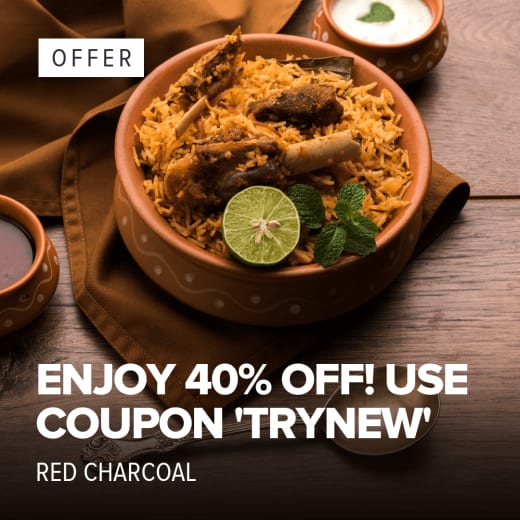 OFFER
ENJOY 40% OFF! USE
COUPON 'TRYNEW'
RED CHARCOAL